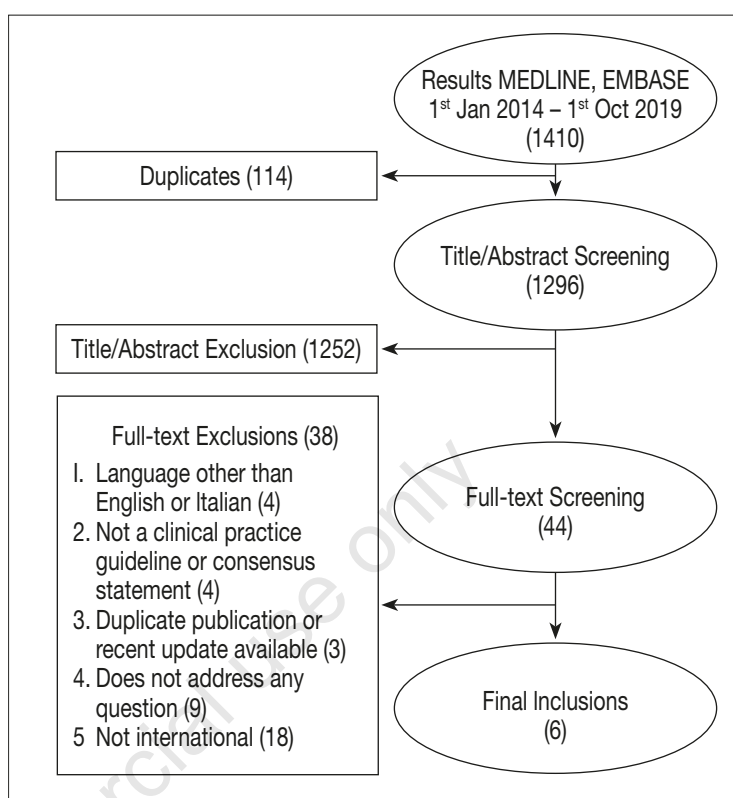 Results MEDLINE, EMBASE
1st Jan 2014 – 1st Oct 2019
(1410)
Duplicates (114)
Title/Abstract Screening
(1296)
Title/Abstract Exclusion (1252)
Full-text Exclusions (38)
I. Language other than
English or Italian (4)
2. Not a clinical practice
guideline or consensus
statement (4)
3. Duplicate publication or
recent update available (3)
4. Does not address any
question (9)
5 Not international (18)
Full-text Screening
(44)
Final Inclusions
(6)
rcial use only